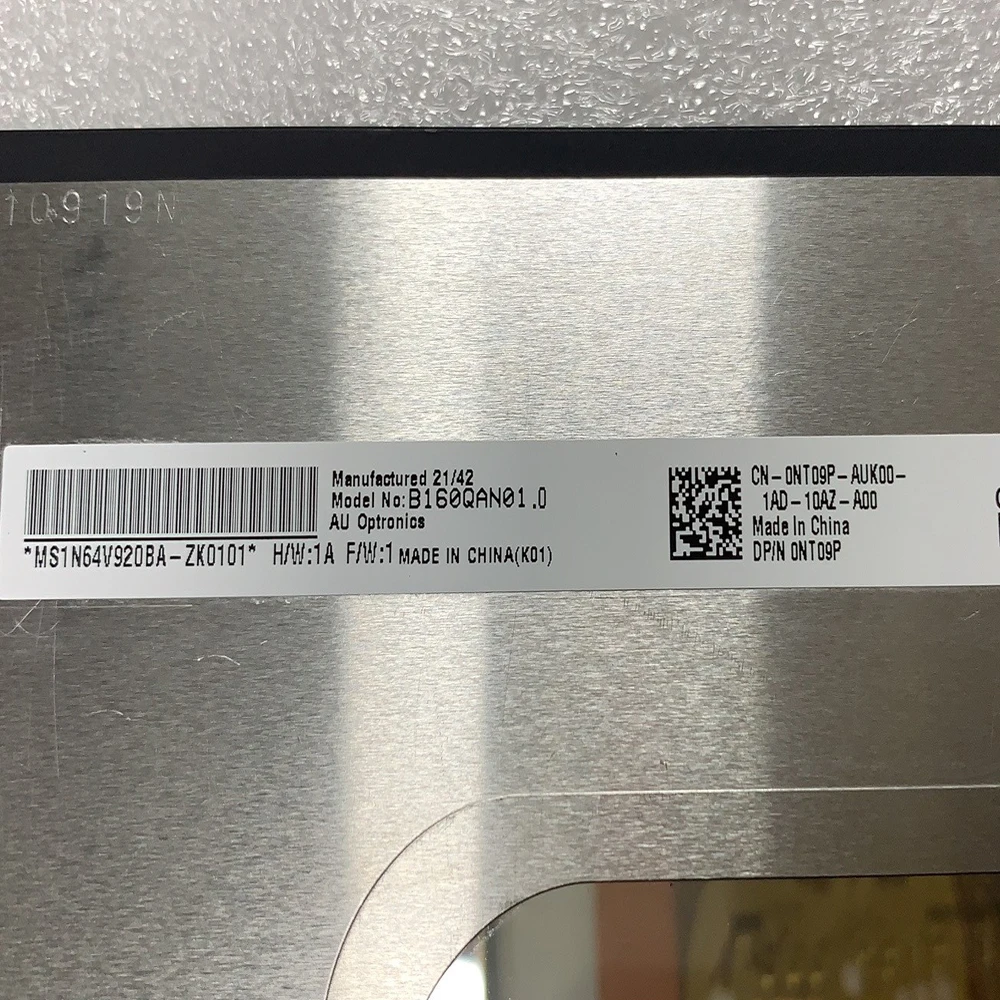 10919N
Manufactured 21/42
Model No:B160QAN01.0
AU Optronics
*MS1N64V920BA-ZK0101* H/W:1A F/W:1 MADE IN CHINA(K01)
CN-0NT09P-AUK00-
1AD-10AZ-A00
Made In China
DP/N 0NT09P